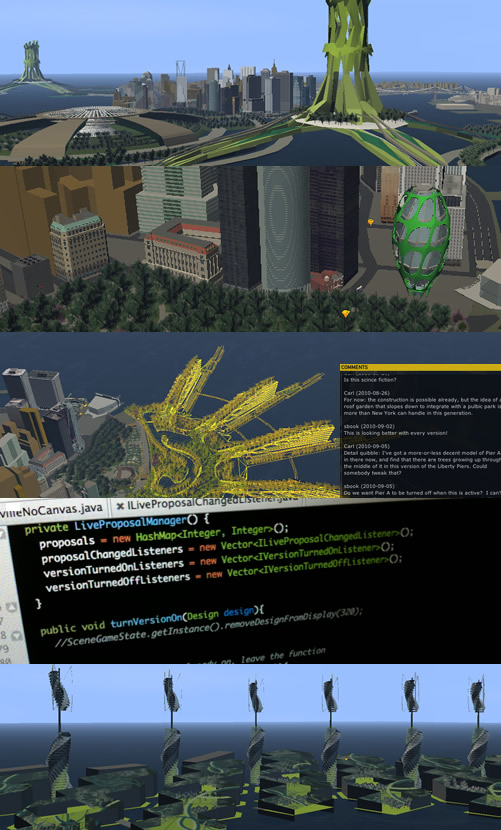 COMMENTS
Is this scince fiction?
Carl (2010-08-26)
For now: the construction is possible already, but the idea of a
roof garden that slopes down to integrate with a pulbic park is
more than New York can handle in this generation.
sbook (2010-09-02)
This is looking better with every version!
Carl (2010-09-05)
Detail quibble: I've got a more-or-less decent model of Pier A
in there now, and find that there are trees growing up through
the middle of it in this version of the Liberty Piers. Could
somebody tweak that?
sbook (2010-09-05)
Do we want Pier A to be turned off when this is active? I can't
NoCanvas.java ILiveProposalChangedListener.java
private LiveProposalManager() {
proposals = new HashMap<Integer, Integer>();
proposalChangedListeners = new Vector<ILiveProposalChangedListener>();
versionTurnedOnListeners = new Vector<IVersionTurnedOnListener>();
versionTurnedOffListeners = new Vector<IVersionTurnedOffListener>();
}
public void turnVersionOn(Design design){
//SceneGameState.getInstance().removeDesignFromDisplay(320);
on, leave the function